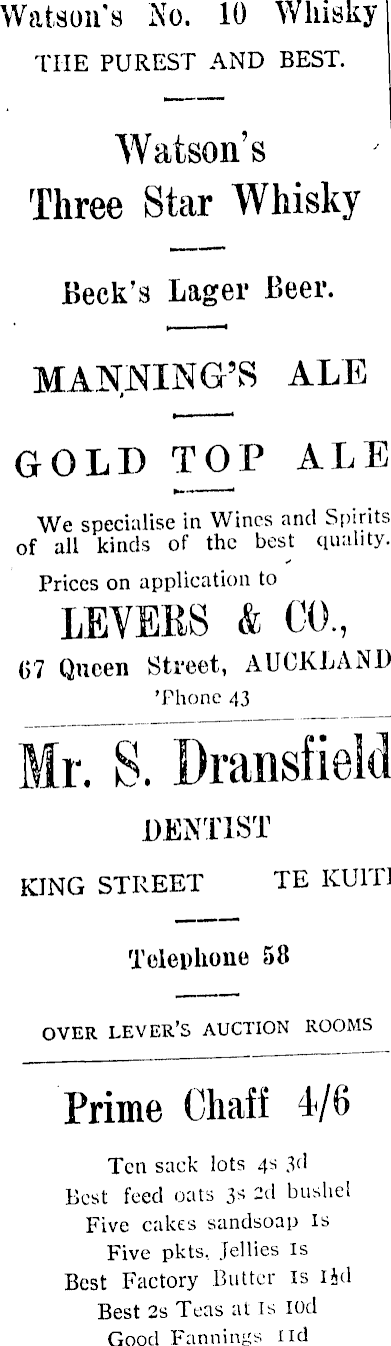 Watson's No. 10 Whisky
THE PUREST AND BEST.
Watson's
Three Star Whisky
Beck's Lager Beer.
MANNING'S ALE
GOLD TOP ALE
We specialise in Wines and Spirits
of all kinds of the best quality.
Prices on application to
LEVERS & CO.,
67 Queen Street, AUCKLAND
'Phone 43
Mr. S. Dransfield
DENTIST
KING STREET TE KUITI
Telephone 58
OVER LEVER'S AUCTION ROOMS
Prime Chaff 4/6
Ten sack lots 4s 3d
Best feed oats 3s 2d bushel
Five cakes sandsoap 1s
Five pkts. Jellies 1s
Best Factory Butter 1s 1½d
Best 2s Teas at 1s 10d
Good Fannings 11d